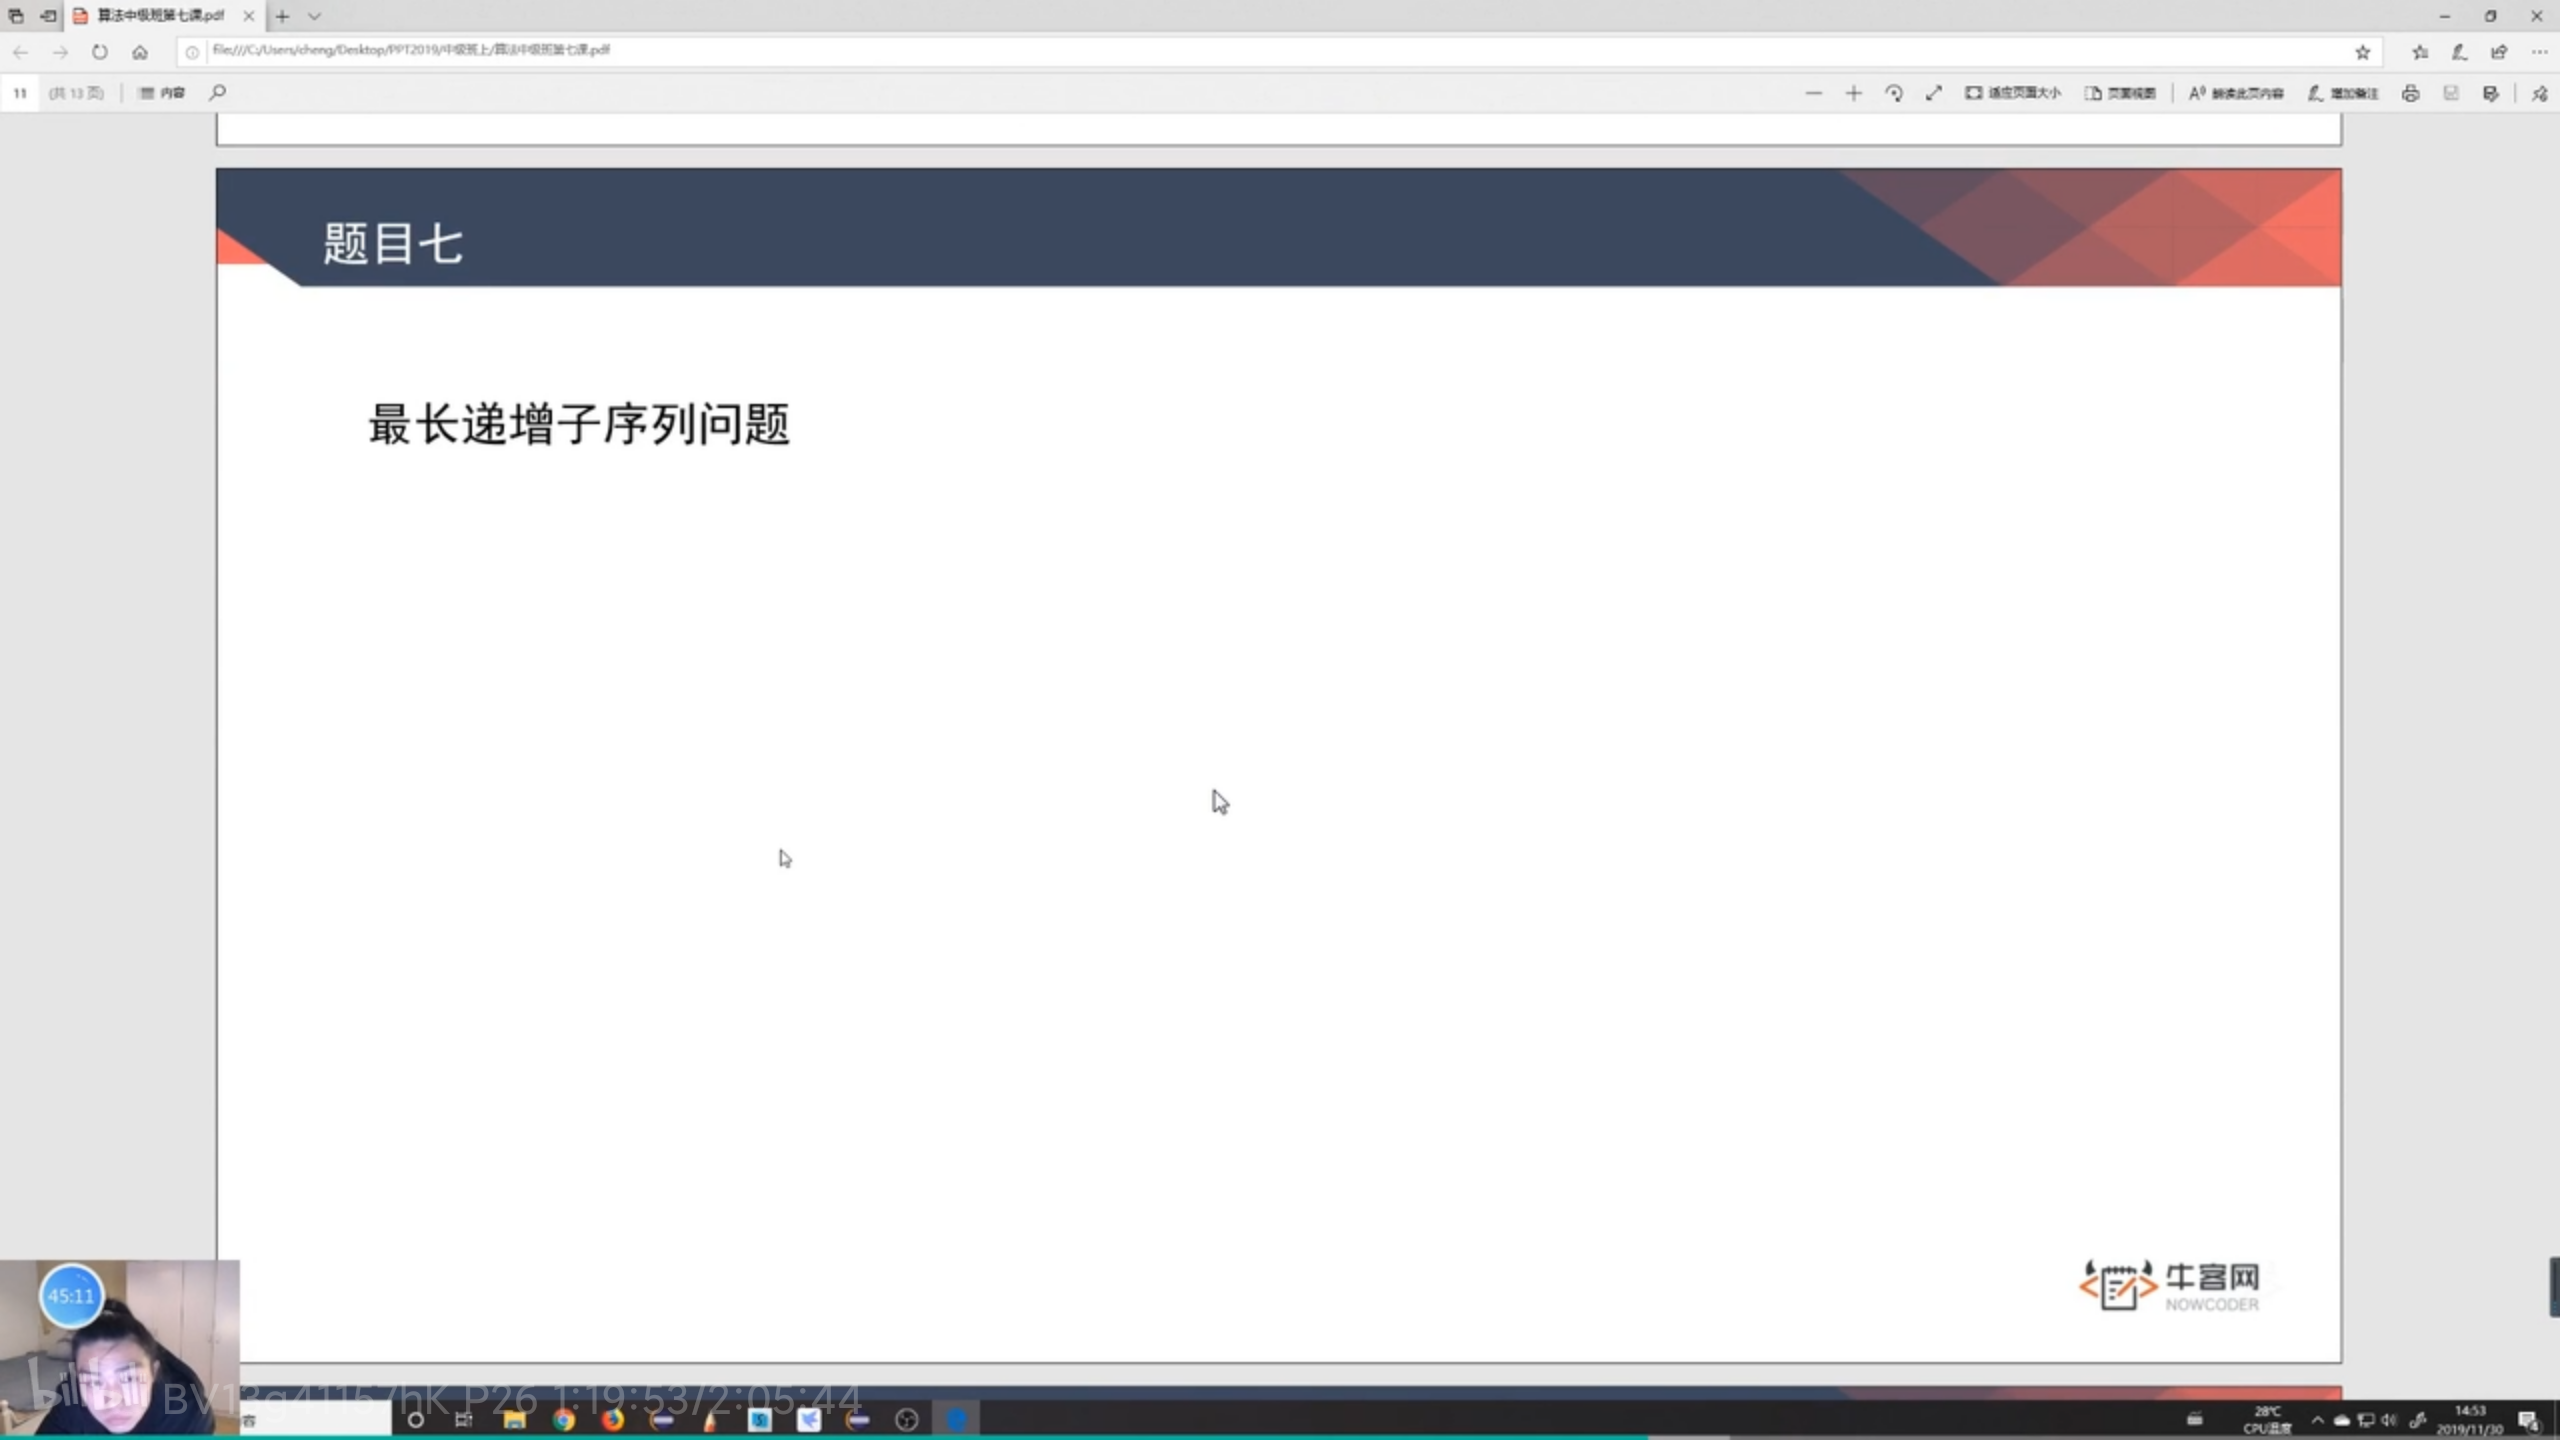 算法中级班第七课.pdf
file:///C:/Users/cheng/Desktop/PPT2019/中级班上/算法中级班第七课.pdf
11 (共 13 页) 内容 适应页面大小 页面视图 朗读此页内容 增加备注
题目七
最长递增子序列问题
牛客网
NOWCODER
45:11
bilibili BV13g41157hK P26 1:19:53/2:05:44
容
28℃
CPU温度
14:53
2019/11/30